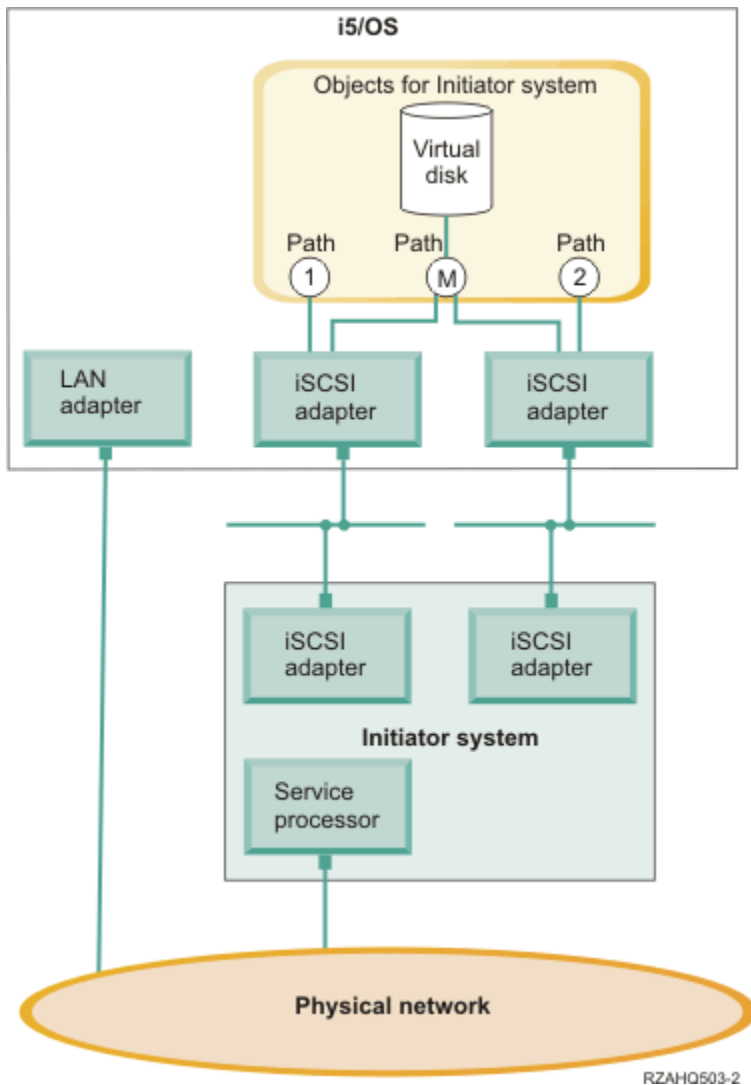 i5/OS
Objects for Initiator system
Virtual
disk
Path
Path
Path
1
M
2
LAN
adapter
iSCSI
adapter
iSCSI
adapter
iSCSI
adapter
iSCSI
adapter
Initiator system
Service
processor
Physical network
RZAHQ503-2